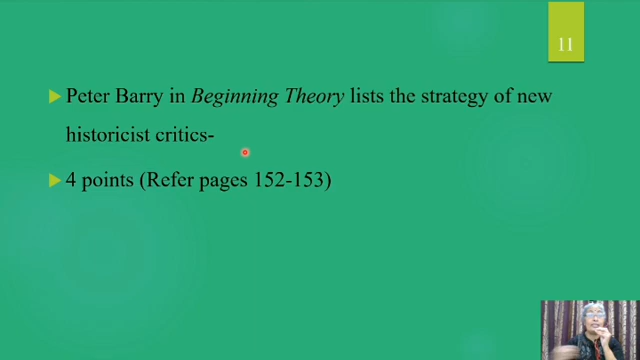 11
Peter Barry in Beginning Theory lists the strategy of new
historicist critics-
4 points (Refer pages 152-153)